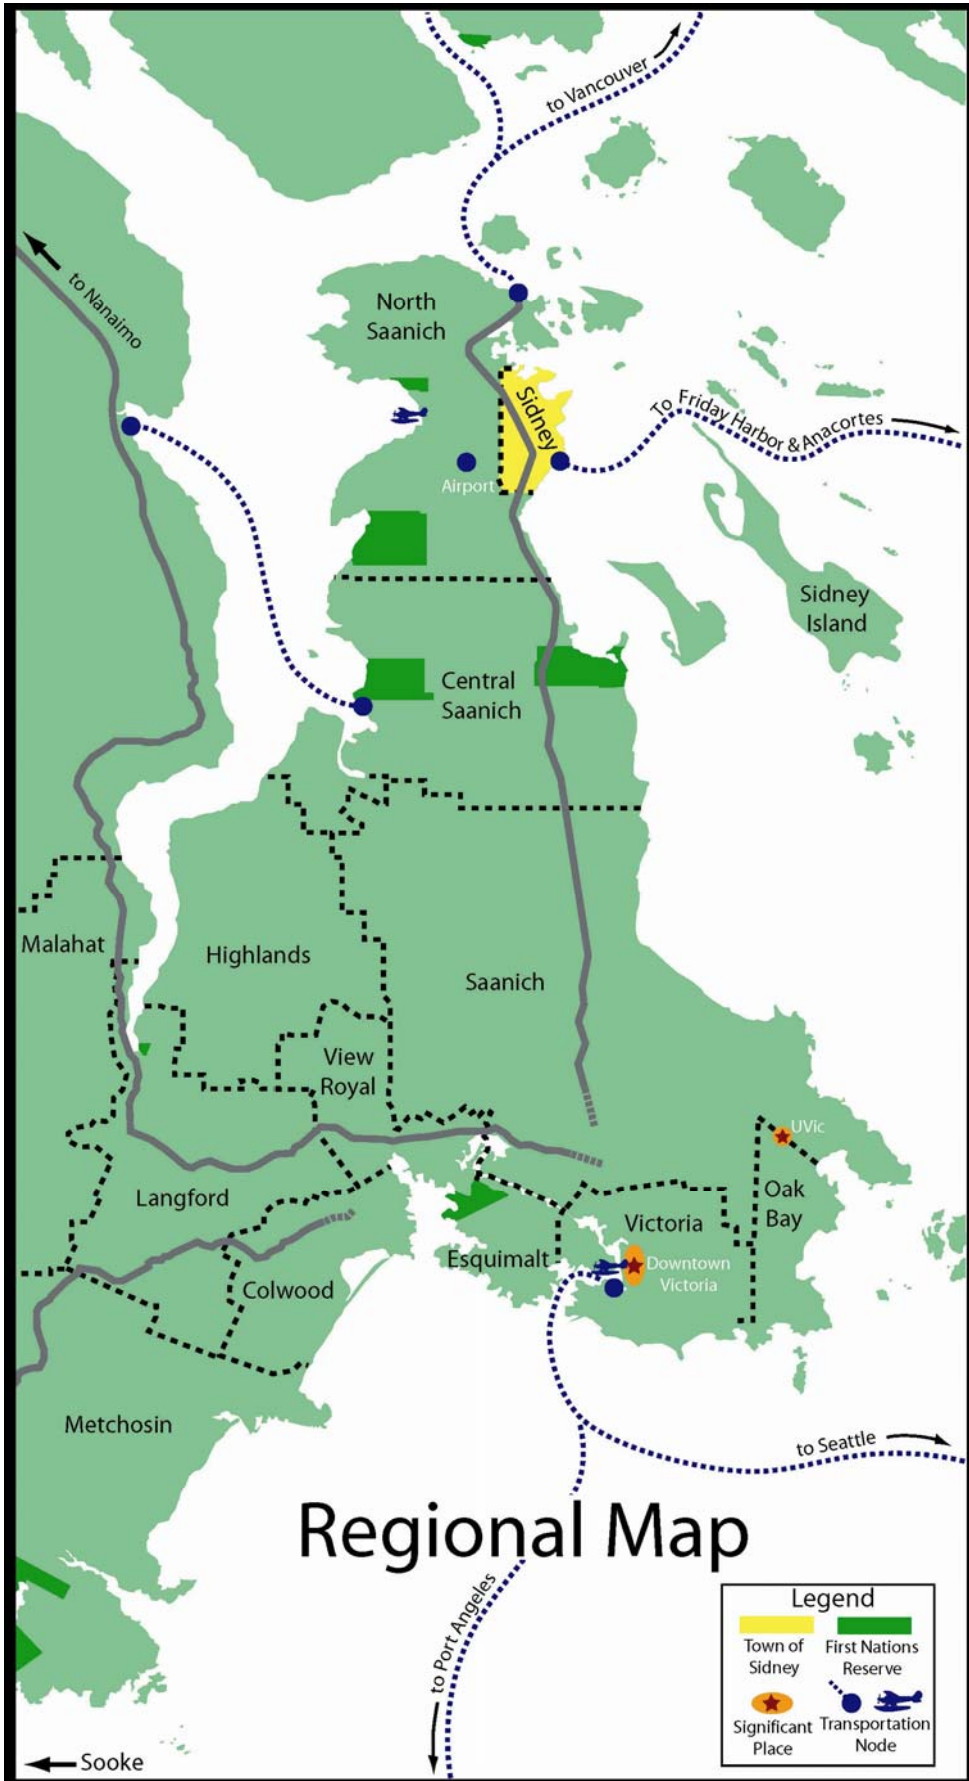 to Vancouver
to Nanaimo
North
Saanich
Sidney
To Friday Harbor & Anacortes
Airport
Sidney
Island
Central
Saanich
Malahat
Highlands
Saanich
View
Royal
UVic
Langford
Oak
Bay
Victoria
Esquimalt
Downtown
Victoria
Colwood
Metchosin
to Seattle
Regional Map
to Port Angeles
Legend
Town of
Sidney
First Nations
Reserve
Significant
Place
Transportation
Node
Sooke